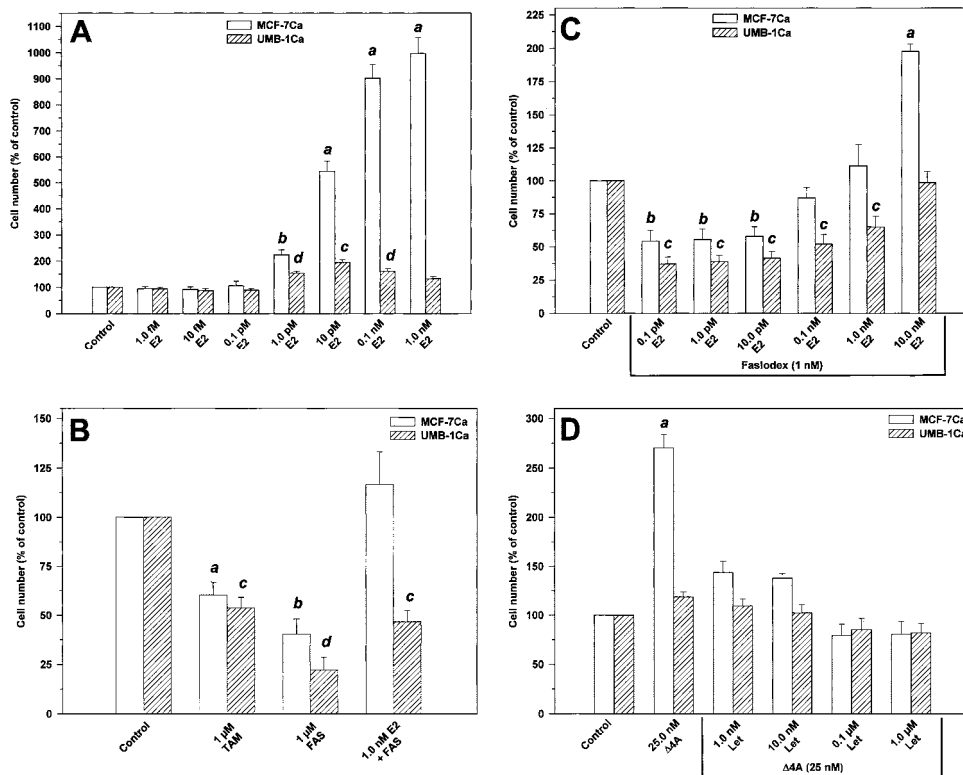 A
MCF-7Ca
UMB-1Ca
Cell number (% of control)
1100
1000
900
800
700
600
500
400
300
200
100
0
b
d
a
c
a
d
a
Control
1.0 fM E2
10 fM E2
0.1 pM E2
1.0 pM E2
10 pM E2
0.1 nM E2
1.0 nM E2
C
MCF-7Ca
UMB-1Ca
Cell number (% of control)
225
200
175
150
125
100
75
50
25
0
b
c
b
c
b
c
c
c
a
Control
0.1 pM E2
1.0 pM E2
10.0 pM E2
0.1 nM E2
1.0 nM E2
10.0 nM E2
Faslodex (1 nM)
B
MCF-7Ca
UMB-1Ca
Cell number (% of control)
150
125
100
75
50
25
0
a
c
b
d
c
Control
1 µM TAM
1 µM FAS
1.0 nM E2 + FAS
D
MCF-7Ca
UMB-1Ca
Cell number (% of control)
300
250
200
150
100
50
0
a
Control
25.0 nM Δ4A
1.0 nM Let
10.0 nM Let
0.1 µM Let
1.0 µM Let
Δ4A (25 nM)